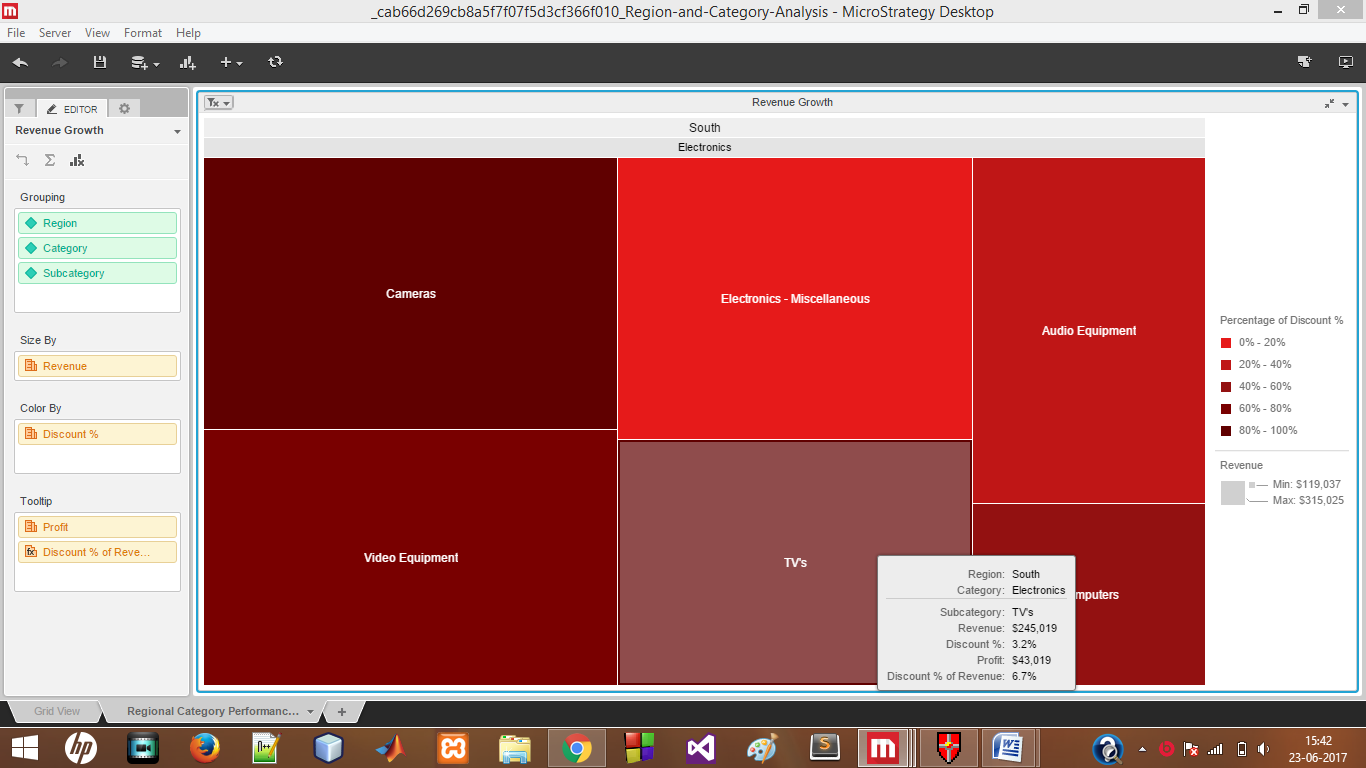 _cab66d269cb8a5f7f07f5d3cf366f010_Region-and-Category-Analysis - MicroStrategy Desktop
File Server View Format Help
EDITOR
Revenue Growth
Grouping
Region
Category
Subcategory
Size By
Revenue
Color By
Discount %
Tooltip
Profit
Discount % of Reve...
Revenue Growth
South
Electronics
Cameras
Electronics - Miscellaneous
Audio Equipment
Video Equipment
TV's
mputers
Region: South
Category: Electronics
Subcategory: TV's
Revenue: $245,019
Discount %: 3.2%
Profit: $43,019
Discount % of Revenue: 6.7%
Percentage of Discount %
0% - 20%
20% - 40%
40% - 60%
60% - 80%
80% - 100%
Revenue
Min: $119,037
Max: $315,025
Grid View
Regional Category Performanc...
15:42
23-06-2017